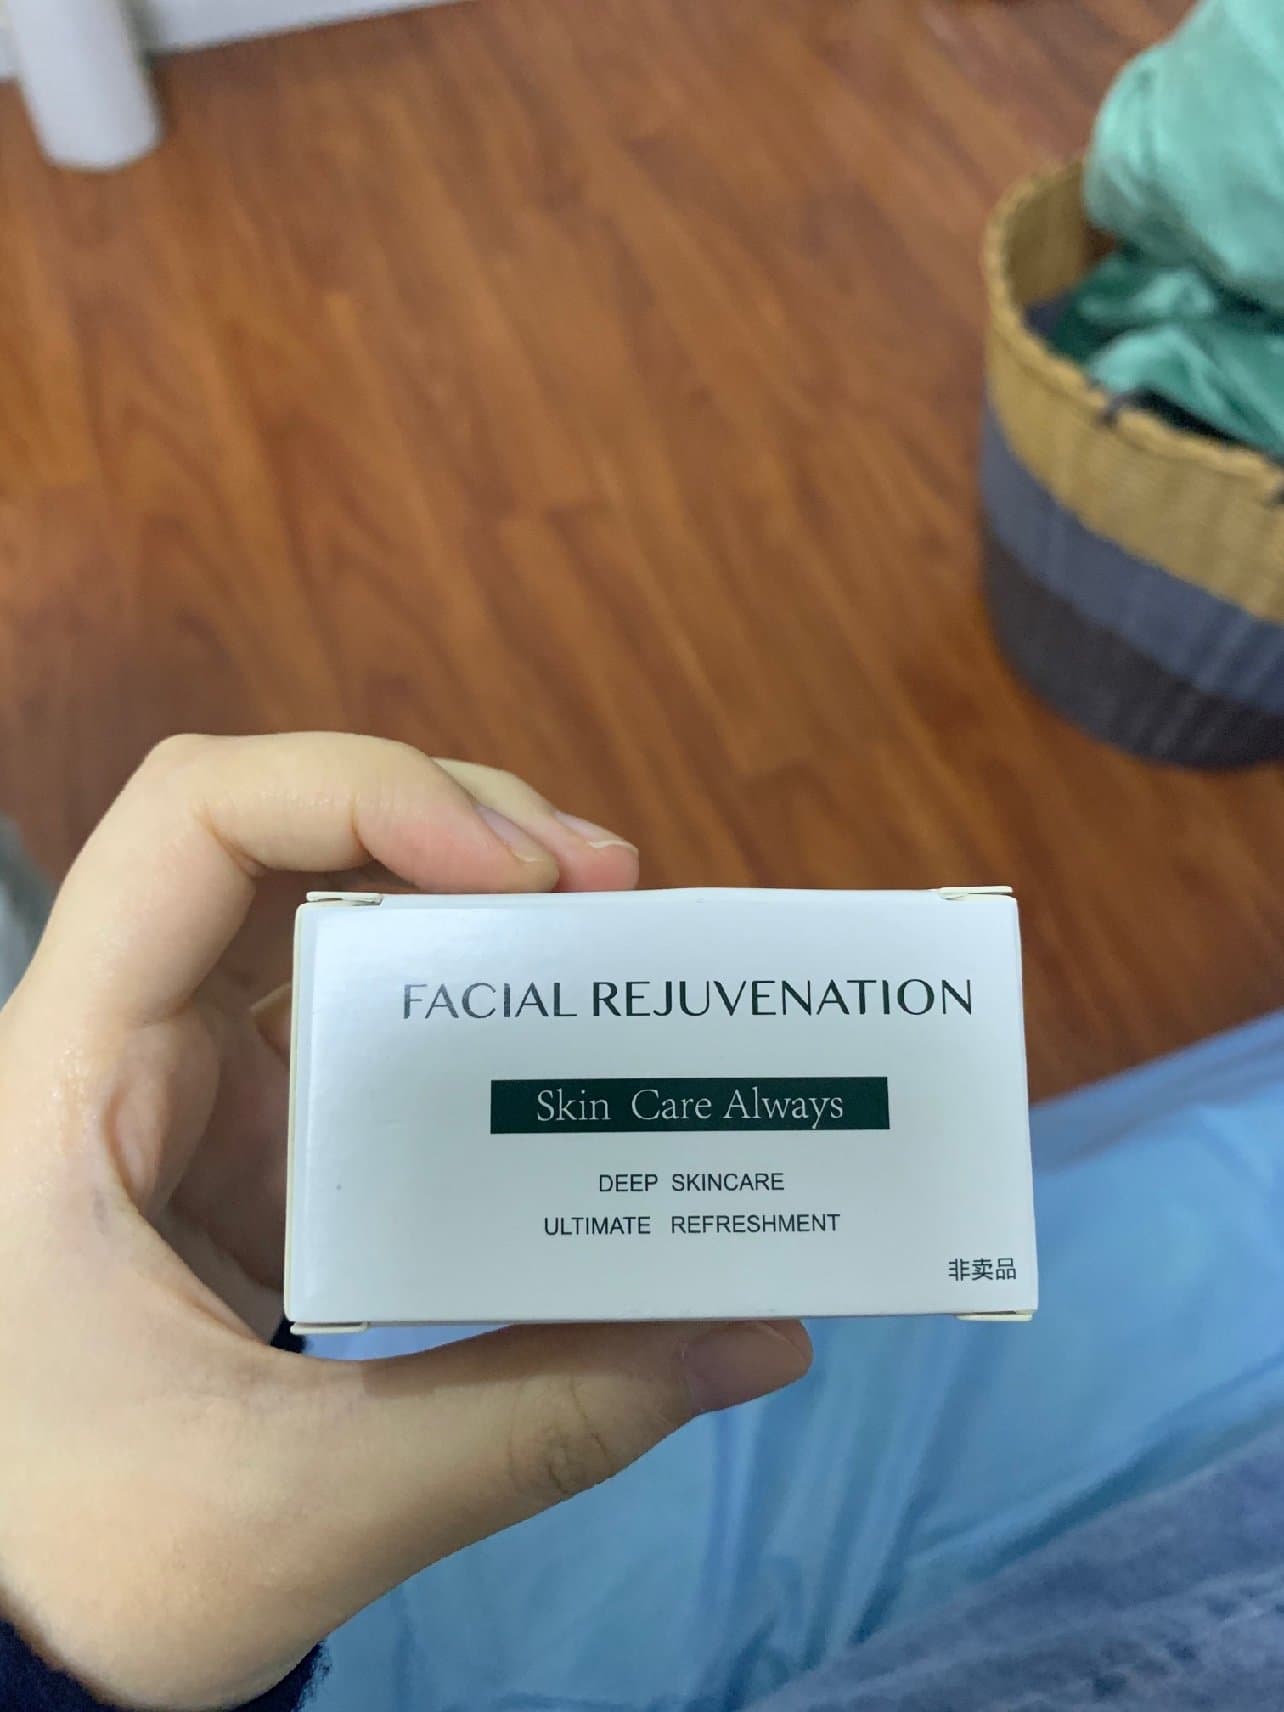 FACIAL REJUVENATION
Skin Care Always
DEEP SKINCARE
ULTIMATE REFRESHMENT
非卖品